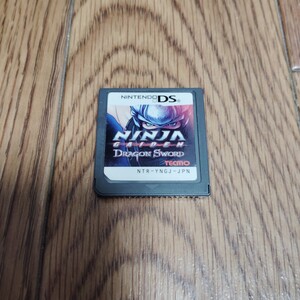 NINTENDO DS
NINJA
GAIDEN
DRAGON SWORD
TECMO
NTR-YNGJ-JPN